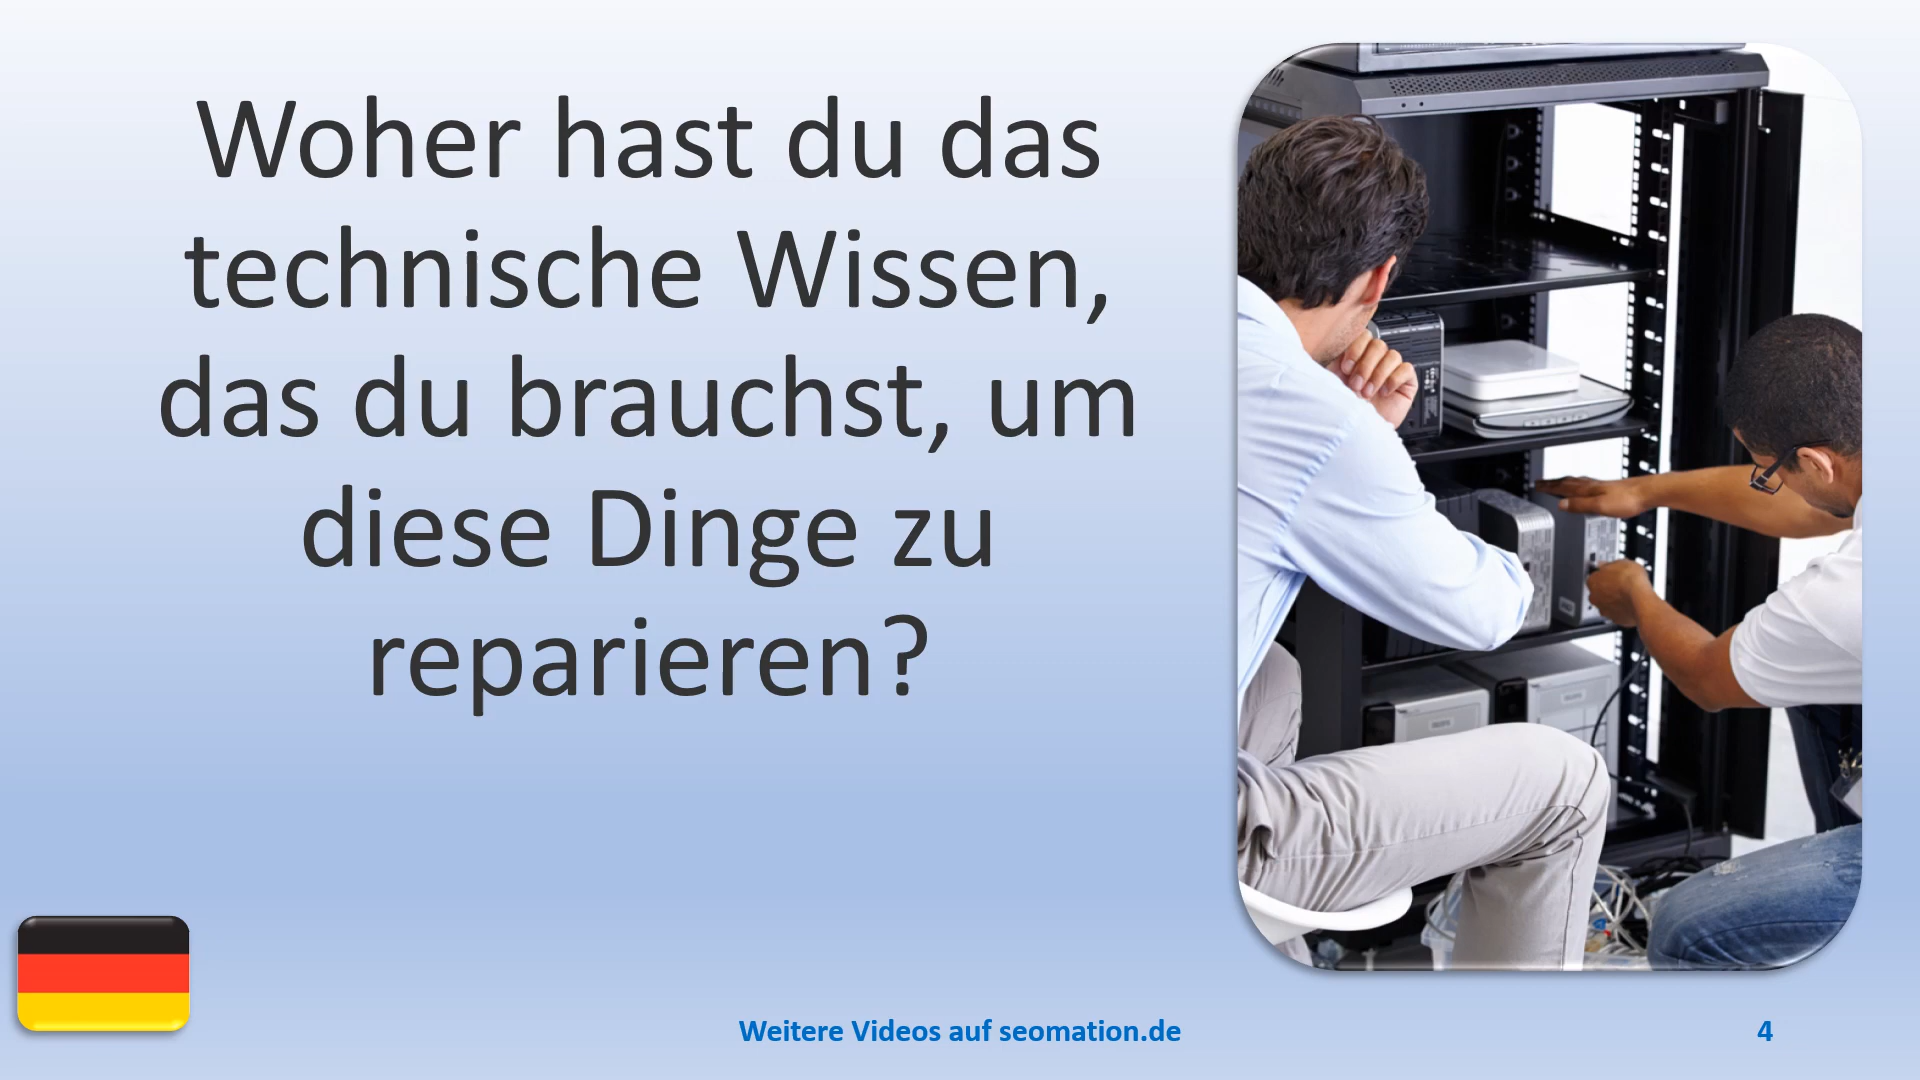 Woher hast du das
technische Wissen,
das du brauchst, um
diese Dinge zu
reparieren?
Weitere Videos auf seomation.de
4